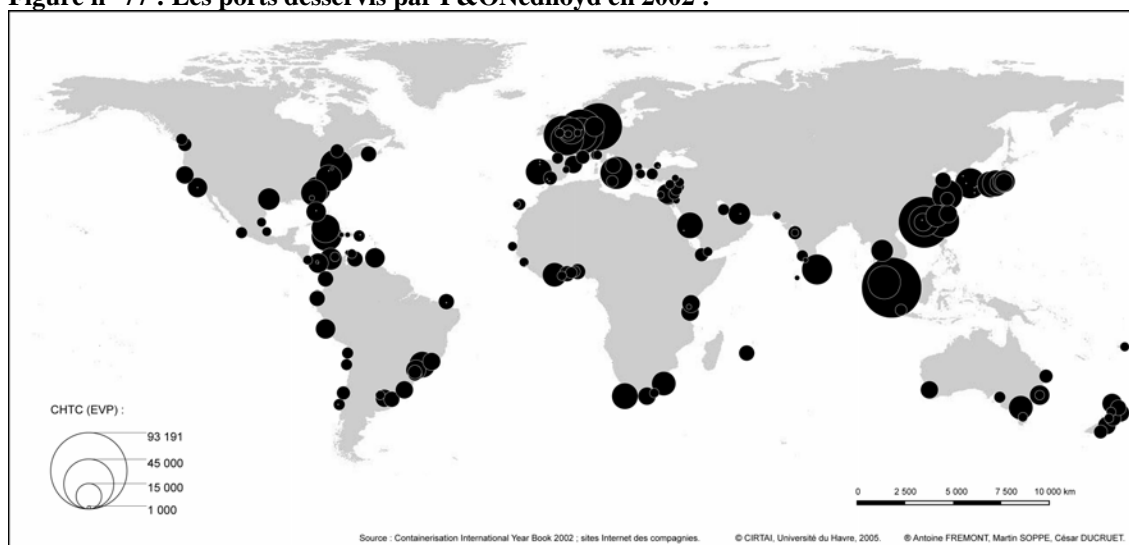 Figure n° 77 : Les ports desservis par P&ONedlloyd en 2002 :
CHTC (EVP) :
93 191
45 000
15 000
1 000
0 2 500 5 000 7 500 10 000 km
Source : Containerisation International Year Book 2002 ; sites Internet des compagnies. © CIRTAI, Université du Havre, 2005. ® Antoine FREMONT, Martin SOPPE, César DUCRUET.